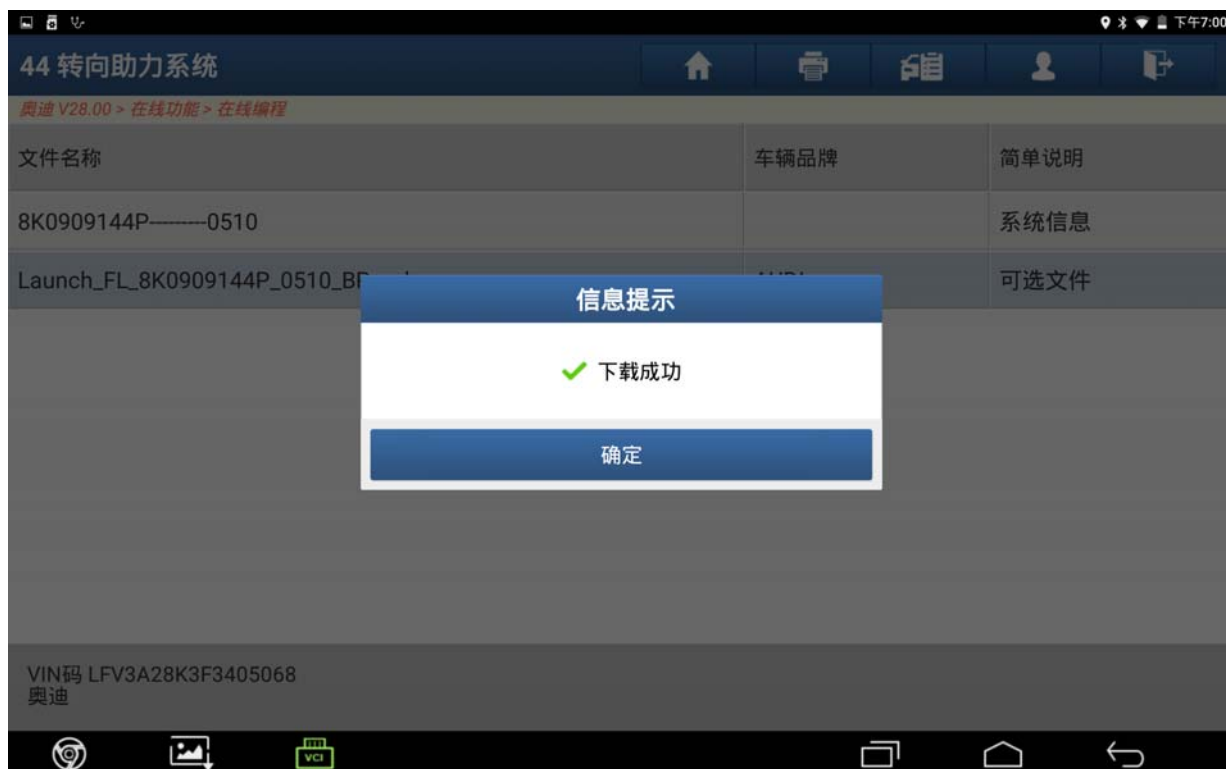 下午7:00
44 转向助力系统
奥迪 V28.00 > 在线功能 > 在线编程
文件名称 车辆品牌 简单说明
8K0909144P---------0510 系统信息
Launch_FL_8K0909144P_0510_ 可选文件
信息提示
下载成功
确定
VIN码 LFV3A28K3F3405068
奥迪
VCI